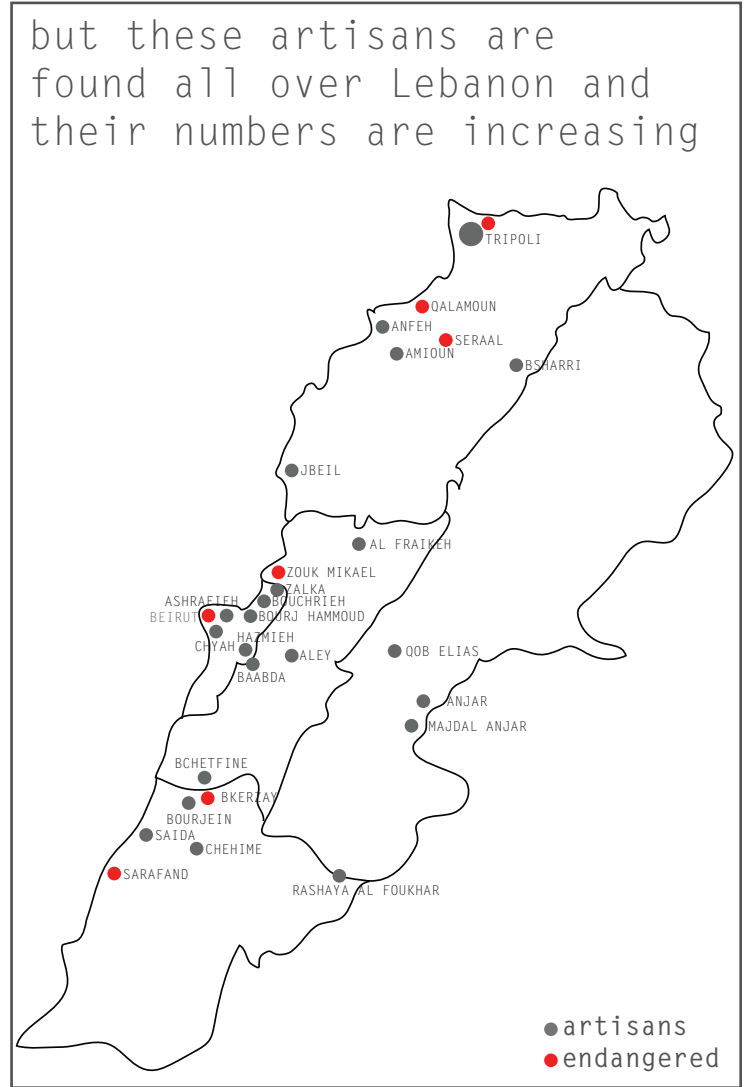 but these artisans are
found all over Lebanon and
their numbers are increasing
TRIPOLI
QALAMOUN
ANFEH
SERAAL
AMIOUN
BSHARRI
JBEIL
AL FRAIKEH
ZOUK MIKAEL
ZALKA
ASHRAFIEH
BOUCHRIEH
BEIRUT
BOURJ HAMMOUD
HAZMIEH
CHYAH
ALEY
QOB ELIAS
BAABDA
ANJAR
MAJDAL ANJAR
BCHETFINE
BKERZAY
BOURJEIN
SAIDA
CHEHIME
SARAFAND
RASHAYA AL FOUKHAR
artisans
endangered